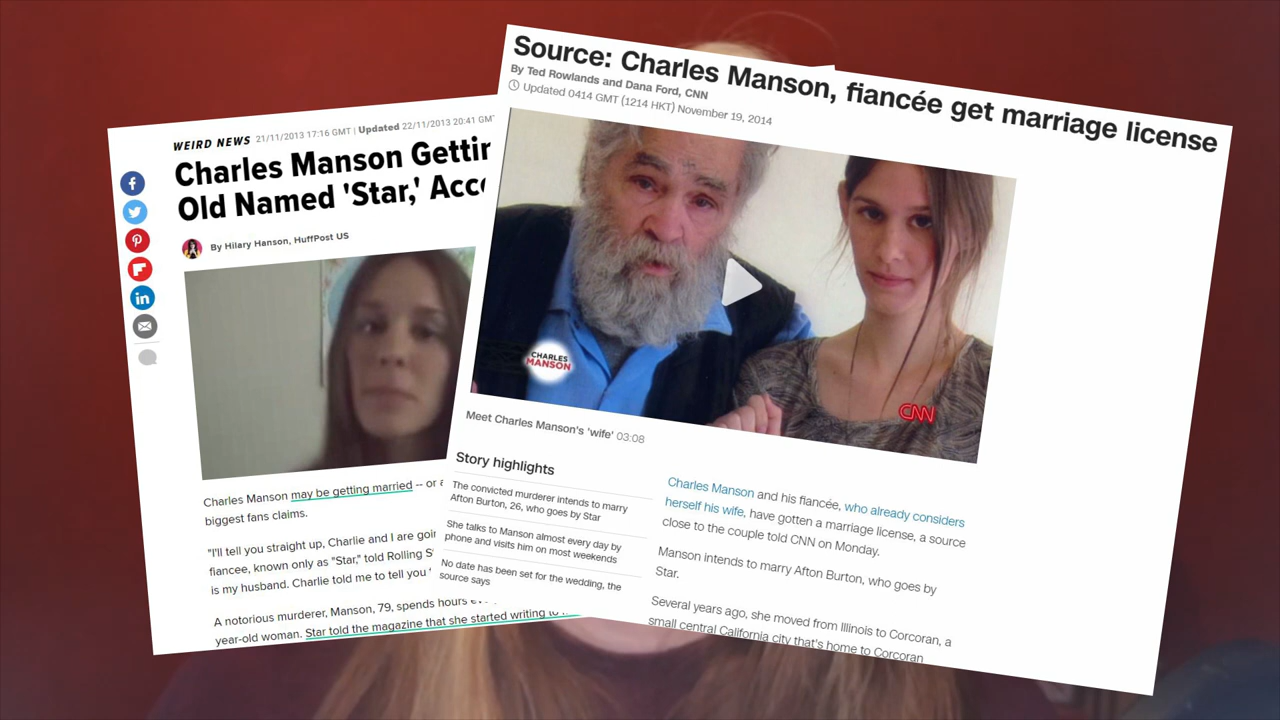 WEIRD NEWS 21/11/2013 17:16 GMT | Updated 22/11/2013 20:41 GMT
Charles Manson
Old Named 'Star,'
By Hilary Hanson, HuffPost US
Charles Manson may be getting married -- or
biggest fans claims.
"I'll tell you straight up, Charlie and I are
fiancee, known only as "Star," told Rolling
is my husband. Charlie told me to tell you
A notorious murderer, Manson, 79, spends hours
year-old woman. Star told the magazine that she started writing to
Source: Charles Manson, fiancée get marriage license
By Ted Rowlands and Dana Ford, CNN
Updated 0414 GMT (1214 HKT) November 19, 2014
CHARLES
MANSON
CNN
Meet Charles Manson's 'wife' 03:08
Story highlights
The convicted murderer intends to marry
Afton Burton, 26, who goes by Star
She talks to Manson almost every day by
phone and visits him on most weekends
No date has been set for the wedding, the
source says
Charles Manson and his fiancée, who already considers
herself his wife, have gotten a marriage license, a source
close to the couple told CNN on Monday.
Manson intends to marry Afton Burton, who goes by
Star.
Several years ago, she moved from Illinois to Corcoran, a
small central California city that's home to Corcoran